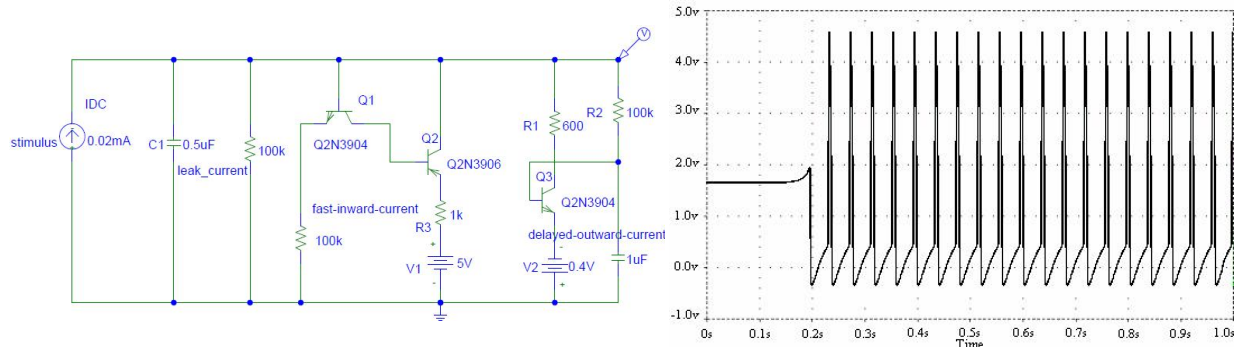 IDC
stimulus
0.02mA
C1
0.5uF
100k
leak_current
Q1
Q2N3904
Q2
Q2N3906
fast-inward-current
100k
1k
R3
+
V1
5V
-
V
R1
600
R2
100k
Q3
Q2N3904
delayed-outward-current
-
V2
0.4V
+
1uF
5.0v
4.0v
3.0v
2.0v
1.0v
0.0v
-1.0v
0s 0.1s 0.2s 0.3s 0.4s 0.5s 0.6s 0.7s 0.8s 0.9s 1.0s
Time